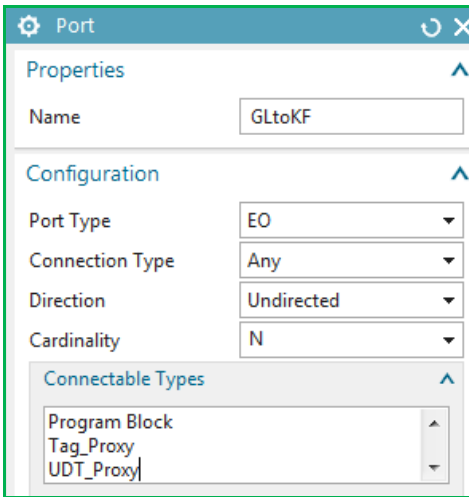 Port
Properties
Name GLtoKF
Configuration
Port Type EO
Connection Type Any
Direction Undirected
Cardinality N
Connectable Types
Program Block
Tag_Proxy
UDT_Proxy